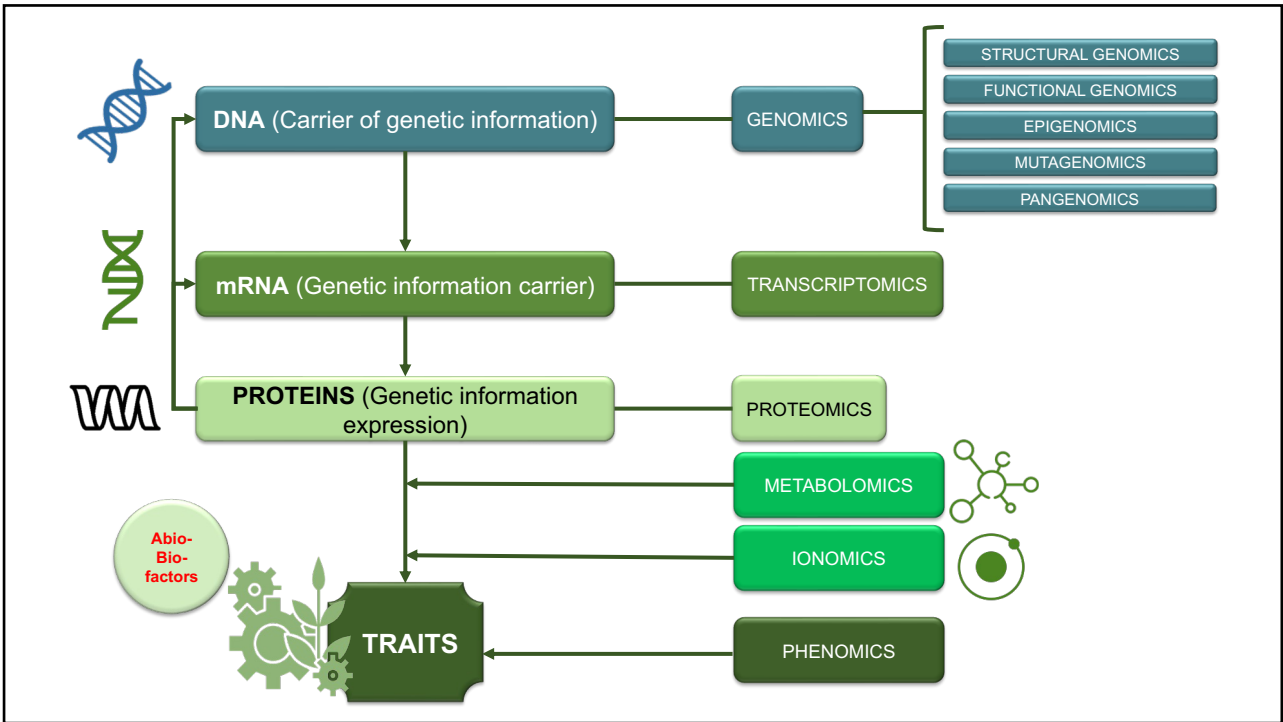 STRUCTURAL GENOMICS
FUNCTIONAL GENOMICS
DNA (Carrier of genetic information)
GENOMICS
EPIGENOMICS
MUTAGENOMICS
PANGENOMICS
mRNA (Genetic information carrier)
TRANSCRIPTOMICS
PROTEINS (Genetic information
expression)
PROTEOMICS
METABOLOMICS
Abio-
Bio-
factors
IONOMICS
TRAITS
PHENOMICS